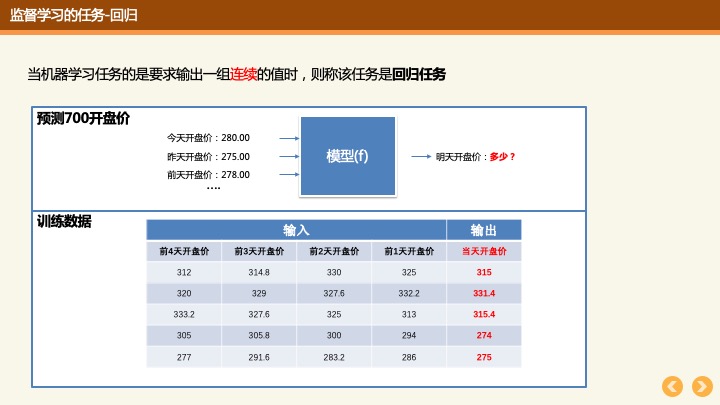 监督学习的任务-回归
当机器学习任务的是要求输出一组连续的值时，则称该任务是回归任务
预测700开盘价
今天开盘价：280.00
昨天开盘价：275.00
前天开盘价：278.00
....
模型(f)
明天开盘价：多少？
训练数据
输入 输出
前4天开盘价 前3天开盘价 前2天开盘价 前1天开盘价 当天开盘价
312 314.8 330 325 315
320 329 327.6 332.2 331.4
333.2 327.6 325 313 315.4
305 305.8 300 294 274
277 291.6 283.2 286 275